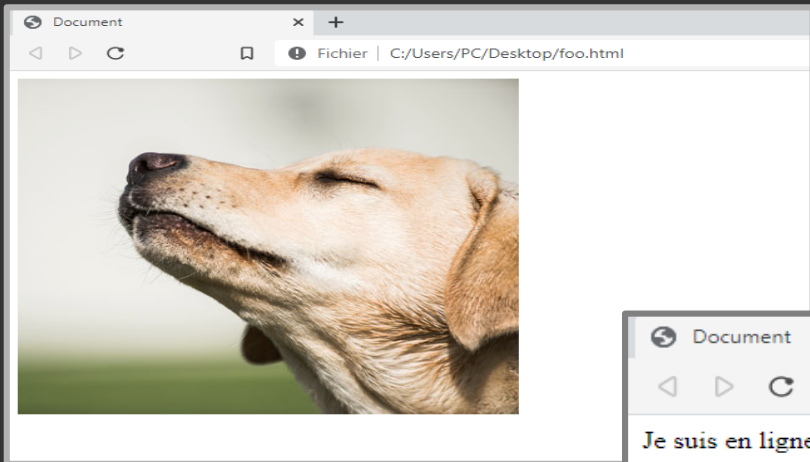 Document
Fichier | C:/Users/PC/Desktop/foo.html
Document
Je suis en ligne